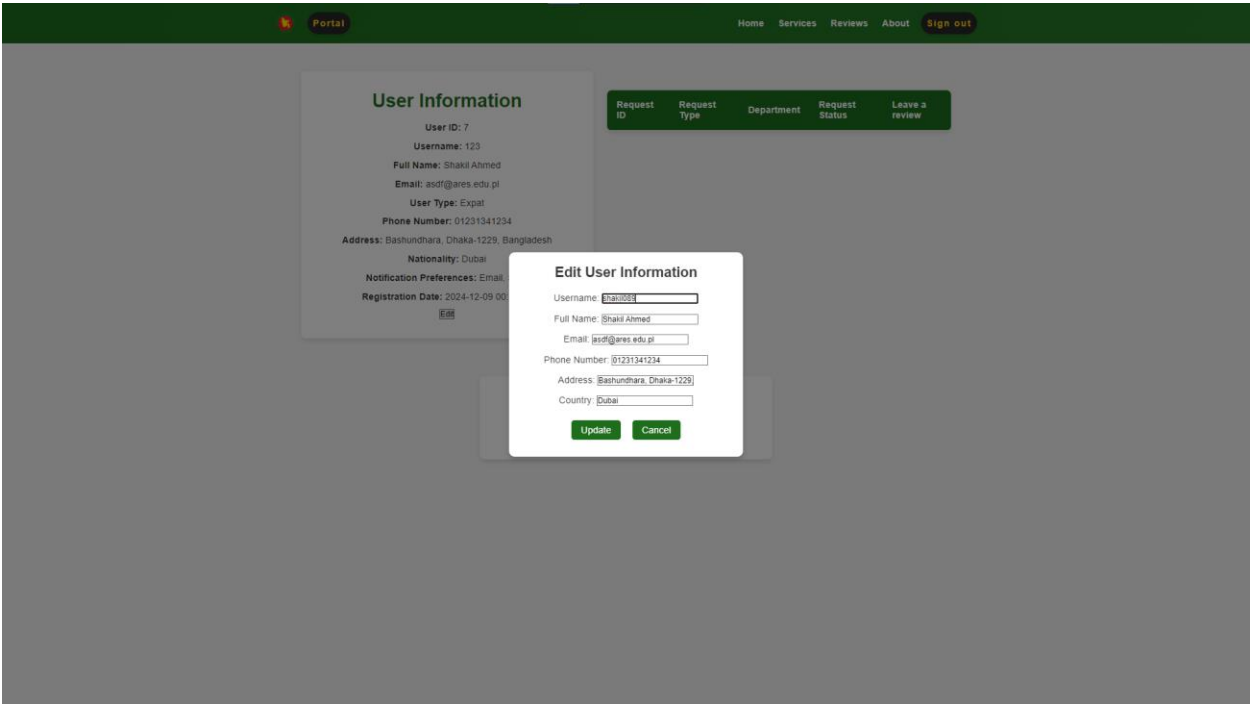 Portal
Home Services Reviews About Sign out
User Information
User ID: 7
Username: 123
Full Name: Shakil Ahmed
Email: asdf@ares.edu.pl
User Type: Expat
Phone Number: 01231341234
Address: Bashundhara, Dhaka-1229, Bangladesh
Nationality: Dubai
Notification Preferences: Email,
Registration Date: 2024-12-09 00
Edit
Request ID Request Type Department Request Status Leave a review
Edit User Information
Username: shakil089
Full Name: Shakil Ahmed
Email: asdf@ares.edu.pl
Phone Number: 01231341234
Address: Bashundhara, Dhaka-1229,
Country: Dubai
Update Cancel